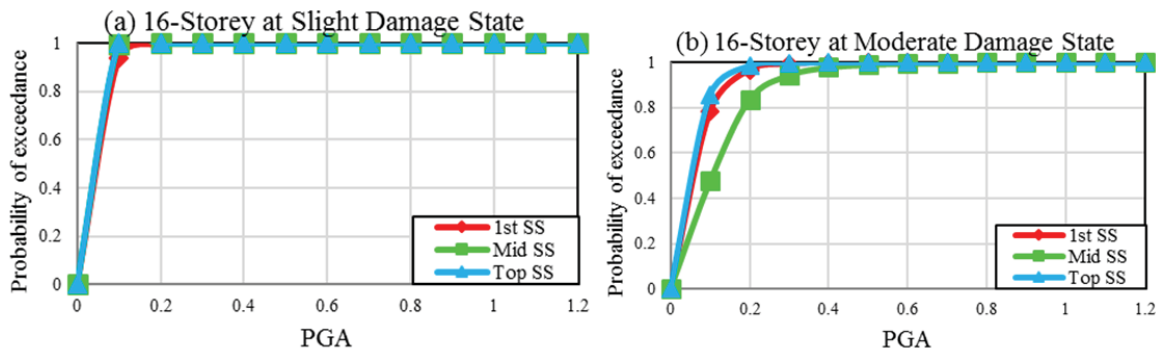 (a) 16-Storey at Slight Damage State
Probability of exceedance
1
0.8
0.6
0.4
0.2
0
0 0.2 0.4 0.6 0.8 1 1.2
PGA
1st SS
Mid SS
Top SS
(b) 16-Storey at Moderate Damage State
Probability of exceedance
1
0.8
0.6
0.4
0.2
0
0 0.2 0.4 0.6 0.8 1 1.2
PGA
1st SS
Mid SS
Top SS